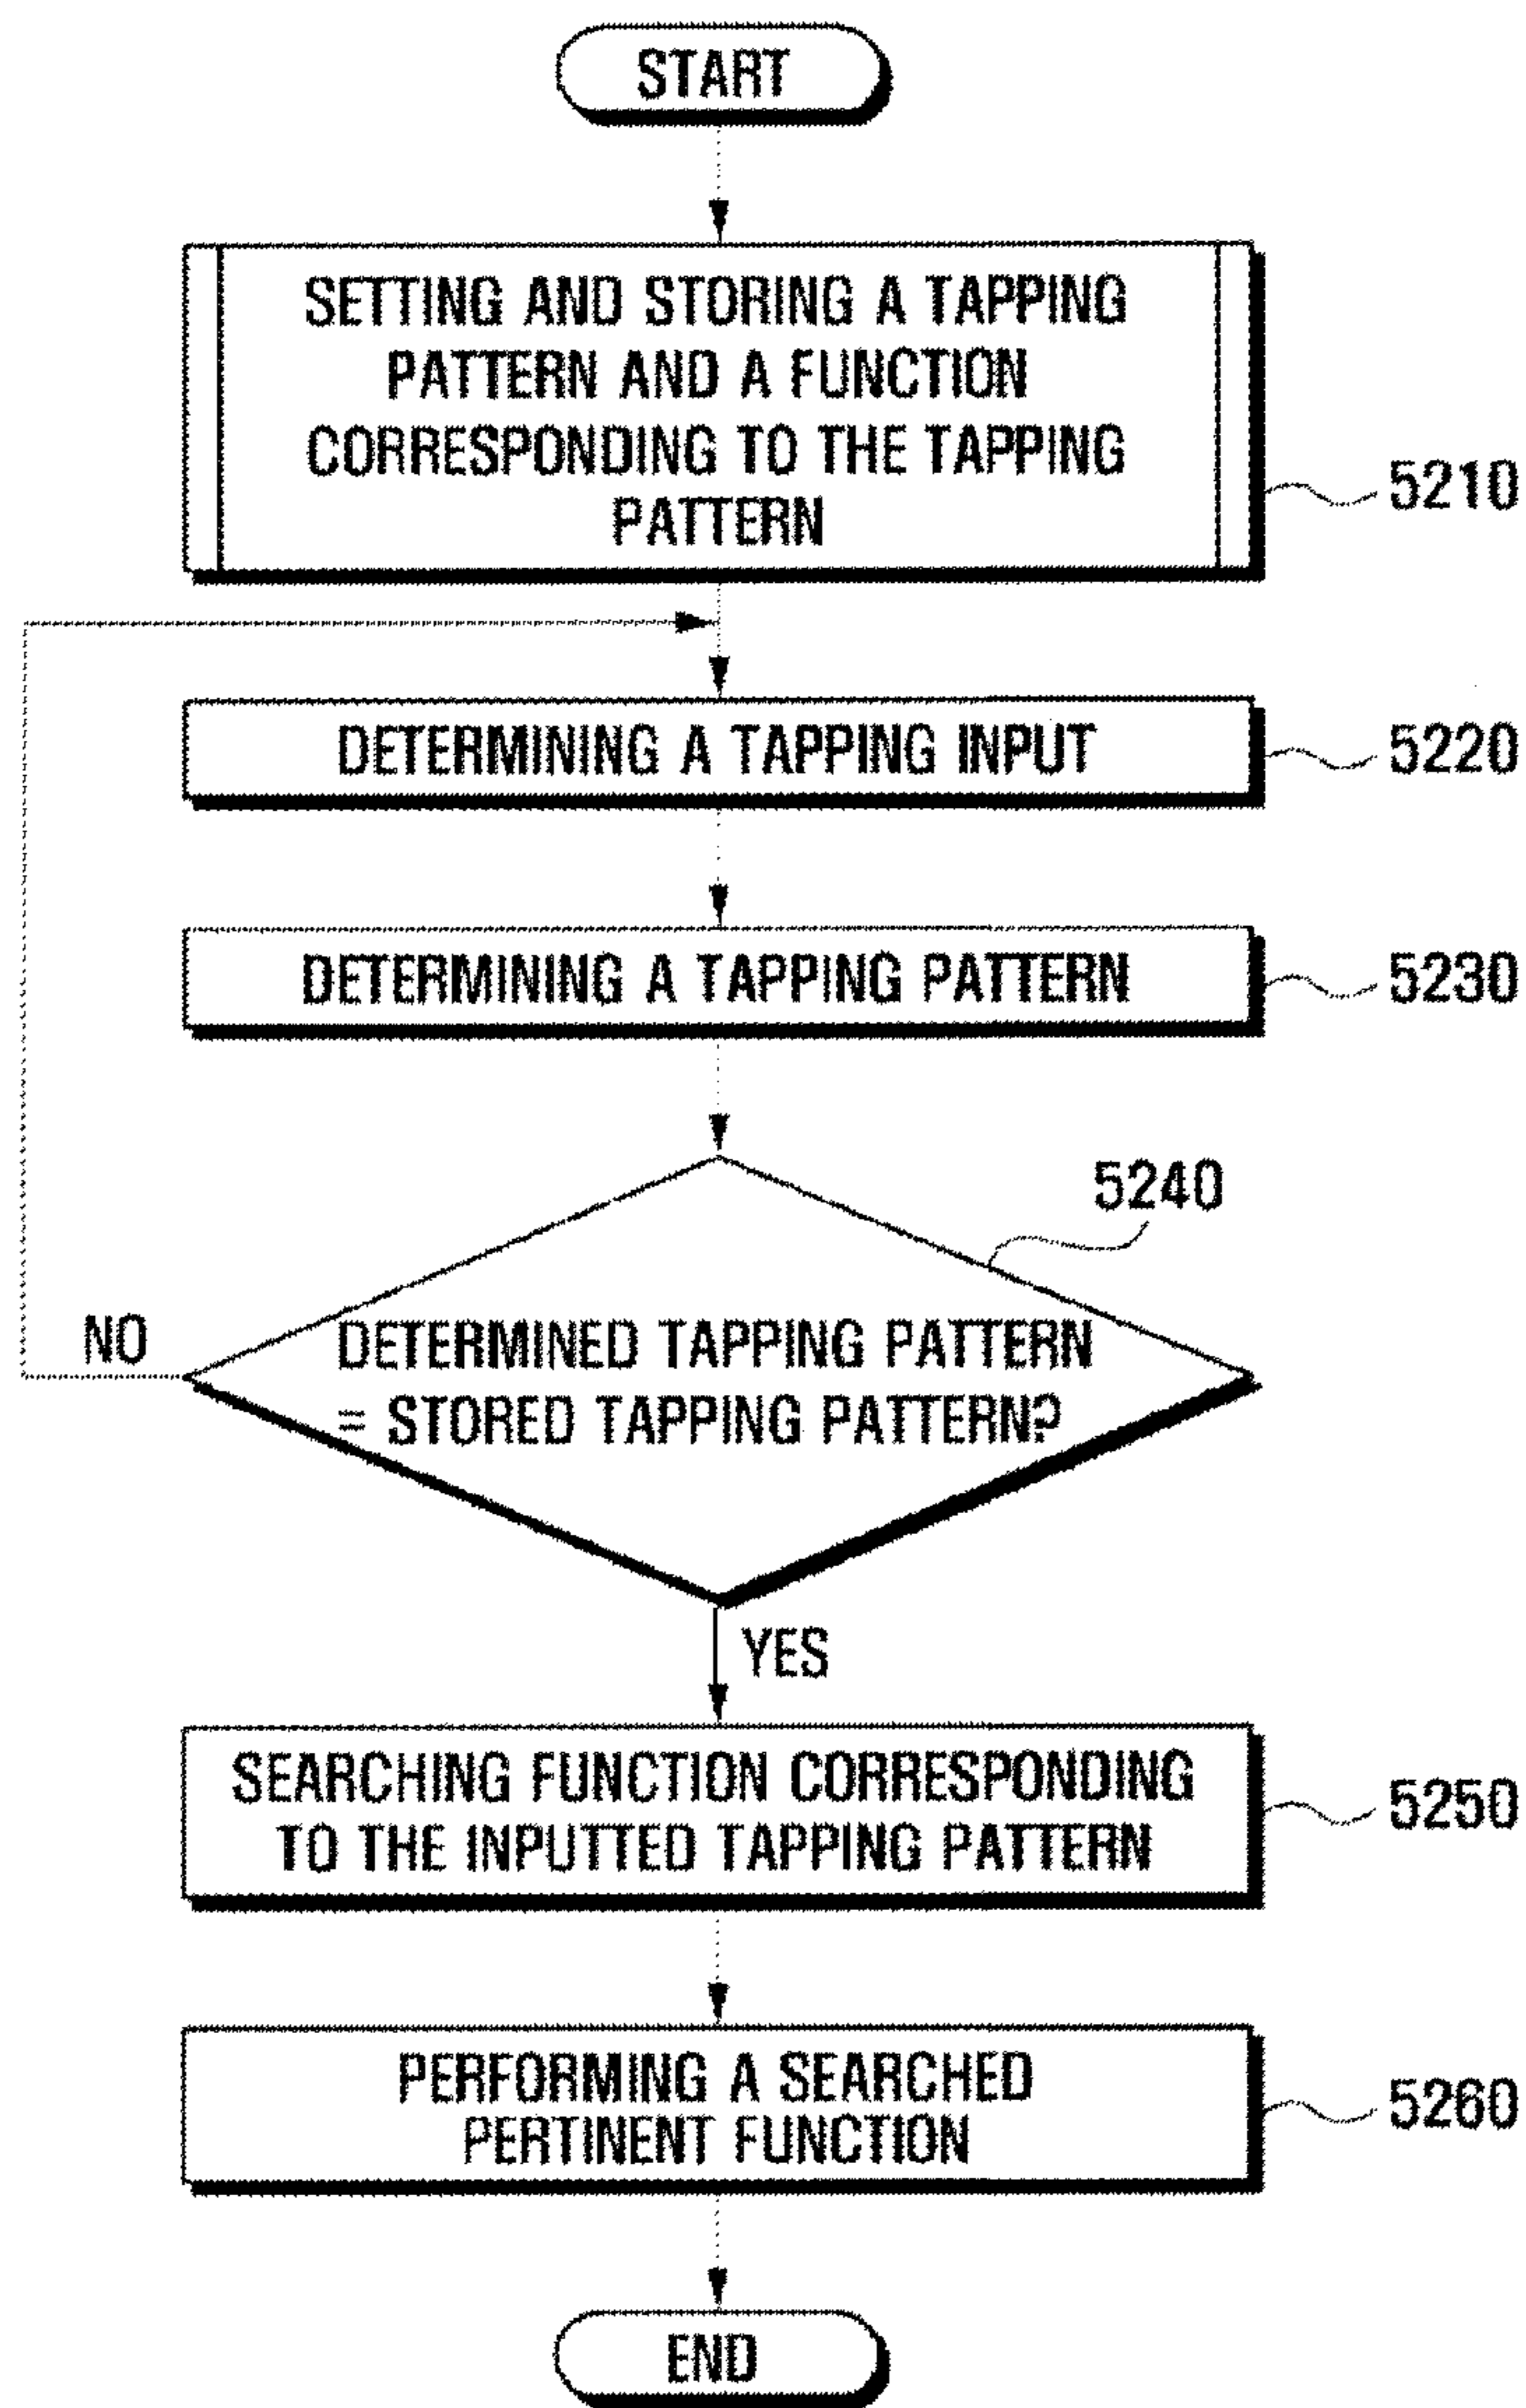 START
SETTING AND STORING A TAPPING
PATTERN AND A FUNCTION
CORRESPONDING TO THE TAPPING
PATTERN
5210
DETERMINING A TAPPING INPUT
5220
DETERMINING A TAPPING PATTERN
5230
5240
NO
DETERMINED TAPPING PATTERN
= STORED TAPPING PATTERN?
YES
SEARCHING FUNCTION CORRESPONDING
TO THE INPUTTED TAPPING PATTERN
5250
PERFORMING A SEARCHED
PERTINENT FUNCTION
5260
END